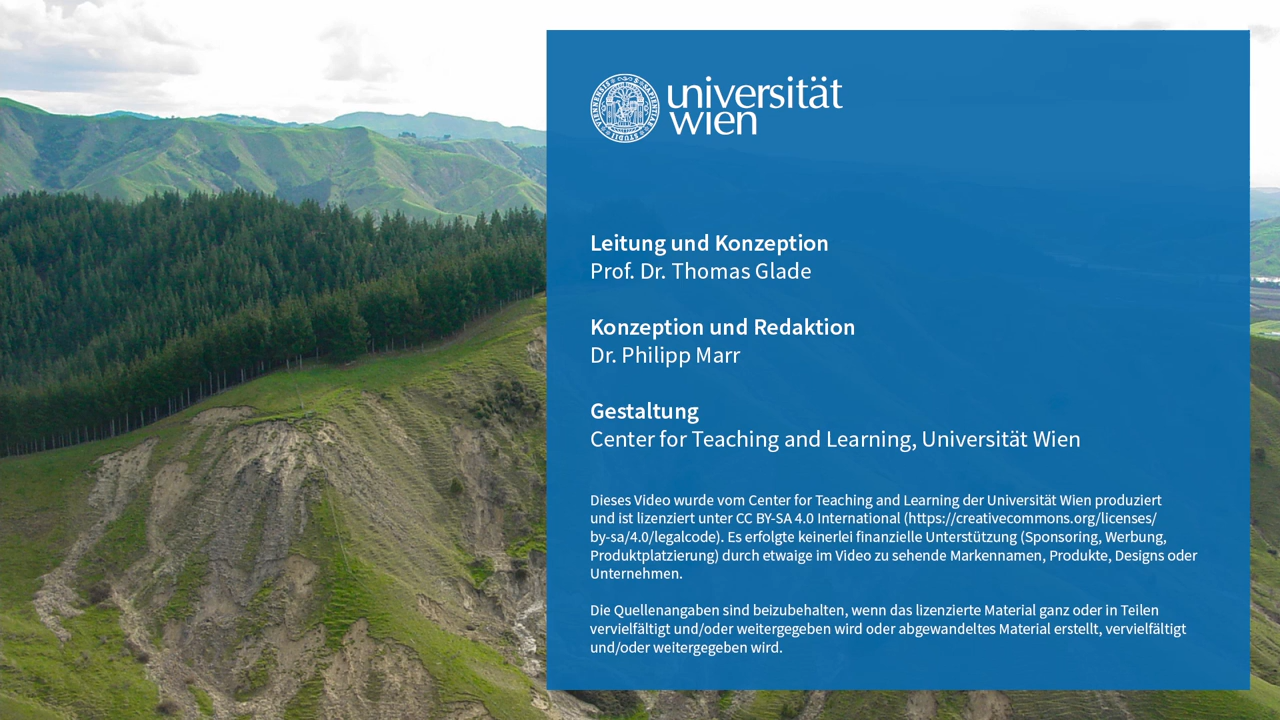 universität
wien
Leitung und Konzeption
Prof. Dr. Thomas Glade
Konzeption und Redaktion
Dr. Philipp Marr
Gestaltung
Center for Teaching and Learning, Universität Wien
Dieses Video wurde vom Center for Teaching and Learning der Universität Wien produziert
und ist lizenziert unter CC BY-SA 4.0 International (https://creativecommons.org/licenses/
by-sa/4.0/legalcode). Es erfolgte keinerlei finanzielle Unterstützung (Sponsoring, Werbung,
Produktplatzierung) durch etwaige im Video zu sehende Markennamen, Produkte, Designs oder
Unternehmen.
Die Quellenangaben sind beizubehalten, wenn das lizenzierte Material ganz oder in Teilen
vervielfältigt und/oder weitergegeben wird oder abgewandeltes Material erstellt, vervielfältigt
und/oder weitergegeben wird.